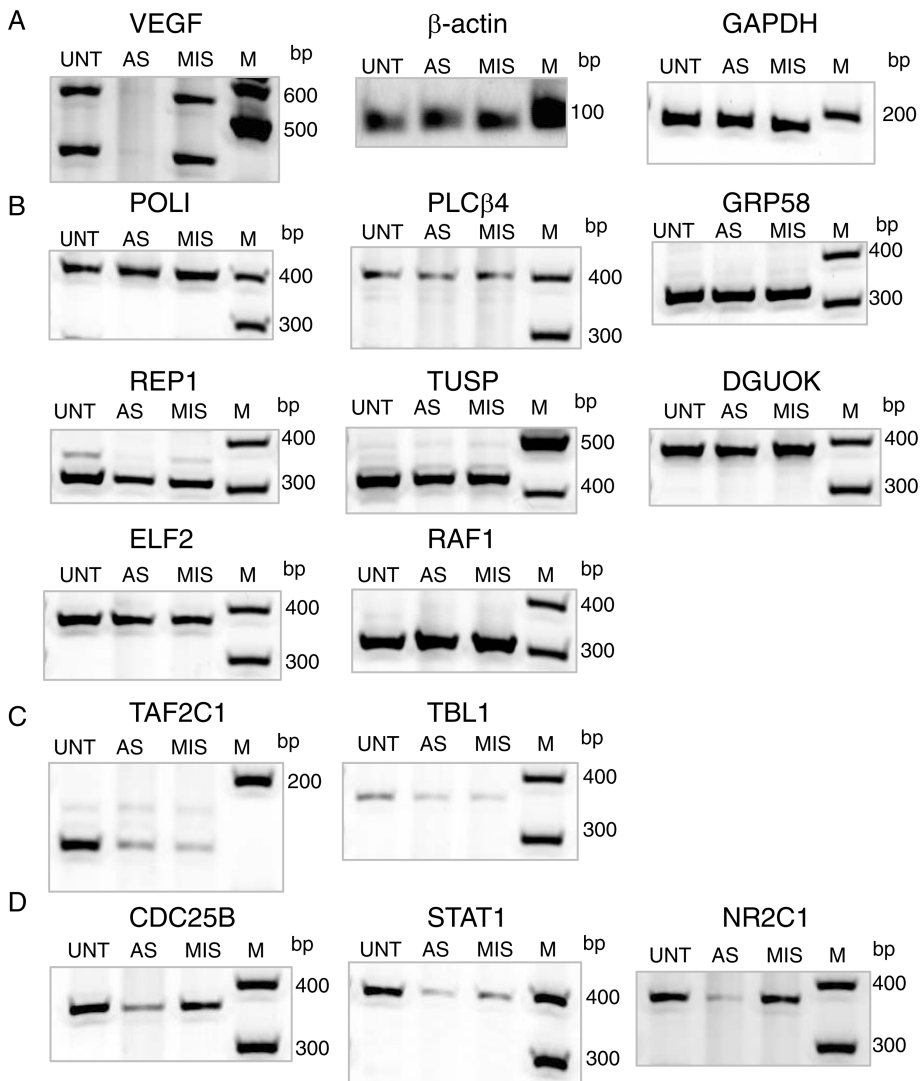 A
VEGF
β-actin
GAPDH
UNT AS MIS M bp
UNT AS MIS M bp
UNT AS MIS M bp
600
500
100
200
B
POLI
PLCβ4
GRP58
UNT AS MIS M bp
UNT AS MIS M bp
UNT AS MIS M bp
400
300
400
300
400
300
REP1
TUSP
DGUOK
UNT AS MIS M bp
UNT AS MIS M bp
UNT AS MIS M bp
400
300
500
400
400
300
ELF2
RAF1
UNT AS MIS M bp
UNT AS MIS M bp
400
300
400
300
C
TAF2C1
TBL1
UNT AS MIS M bp
UNT AS MIS M bp
200
400
300
D
CDC25B
STAT1
NR2C1
UNT AS MIS M bp
UNT AS MIS M bp
UNT AS MIS M bp
400
300
400
300
400
300